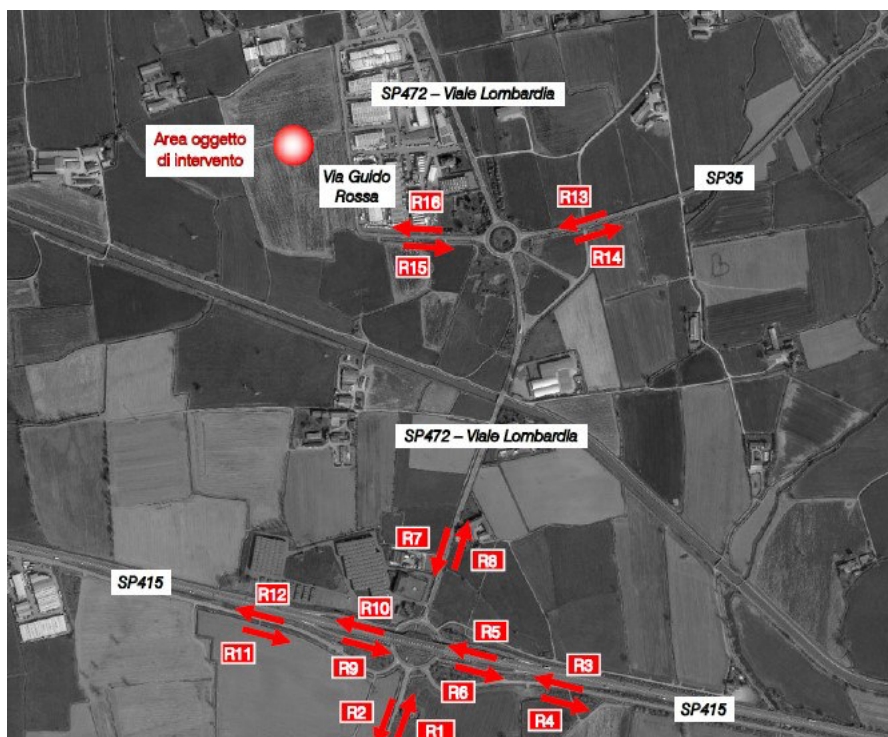 SP472 – Viale Lombardia
Area oggetto
di intervento
Via Guido
Rossa
SP35
R16
R13
R15
R14
SP472 – Viale Lombardia
R7
R8
SP415
R12
R10
R11
R5
R9
R3
R6
R2
R4
SP415
R1